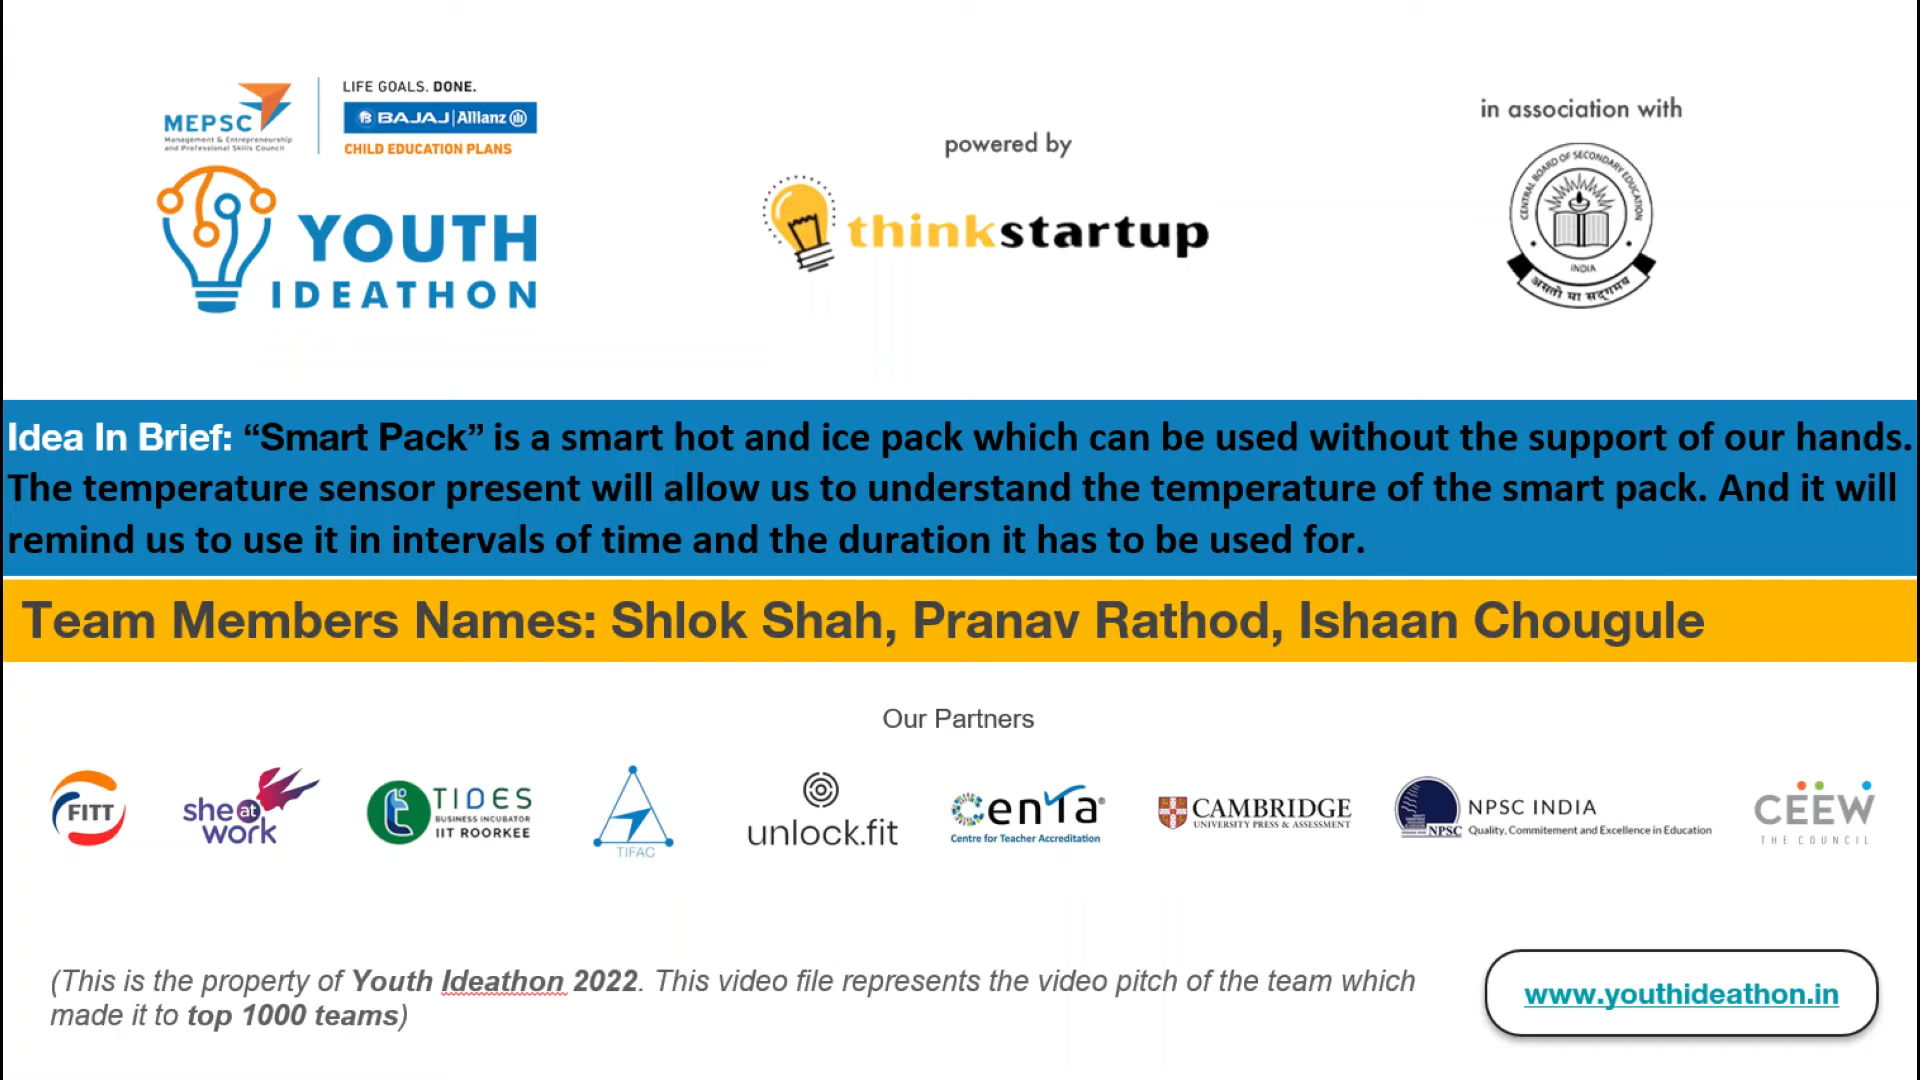 MEPSC
Management & Entrepreneurship
and Professional Skills Council
LIFE GOALS. DONE.
BAJAJ | Allianz
CHILD EDUCATION PLANS
YOUTH
IDEATHON
powered by
thinkstartup
in association with
CENTRAL BOARD OF SECONDARY EDUCATION
INDIA
असतो मा सद्गमय
Idea In Brief: “Smart Pack” is a smart hot and ice pack which can be used without the support of our hands.
The temperature sensor present will allow us to understand the temperature of the smart pack. And it will
remind us to use it in intervals of time and the duration it has to be used for.
Team Members Names: Shlok Shah, Pranav Rathod, Ishaan Chougule
Our Partners
FITT
she at
work
TIDES
BUSINESS INCUBATOR
IIT ROORKEE
TIFAC
unlock.fit
CENTA
Centre for Teacher Accreditation
CAMBRIDGE
UNIVERSITY PRESS & ASSESSMENT
NPSC
NPSC INDIA
Quality, Commitement and Excellence in Education
CEEW
THE COUNCIL
(This is the property of Youth Ideathon 2022. This video file represents the video pitch of the team which
made it to top 1000 teams)
www.youthideathon.in